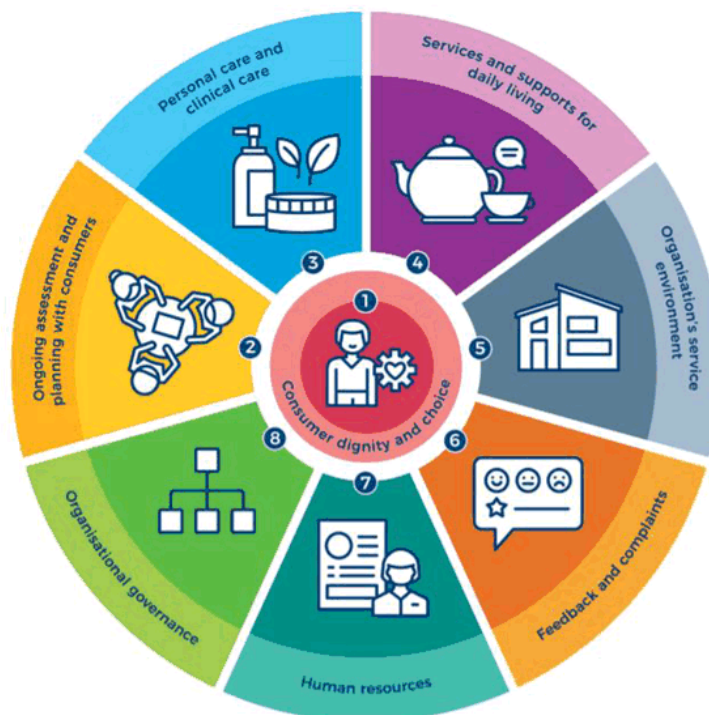 1
Consumer dignity and choice
2
Ongoing assessment and
planning with consumers
3
Personal care and
clinical care
4
Services and supports for
daily living
5
Organisation's service
environment
6
Feedback and complaints
7
Human resources
8
Organisational governance